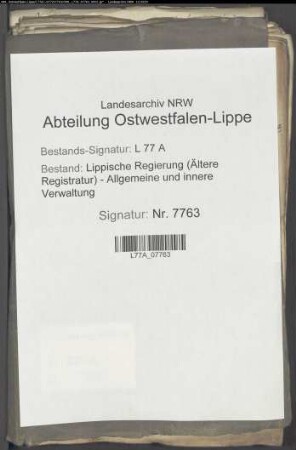 Landesarchiv NRW
Abteilung Ostwestfalen-Lippe
Bestands-Signatur: L 77 A
Bestand: Lippische Regierung (Ältere
Registratur) - Allgemeine und innere
Verwaltung
Signatur: Nr. 7763
L77A_07763